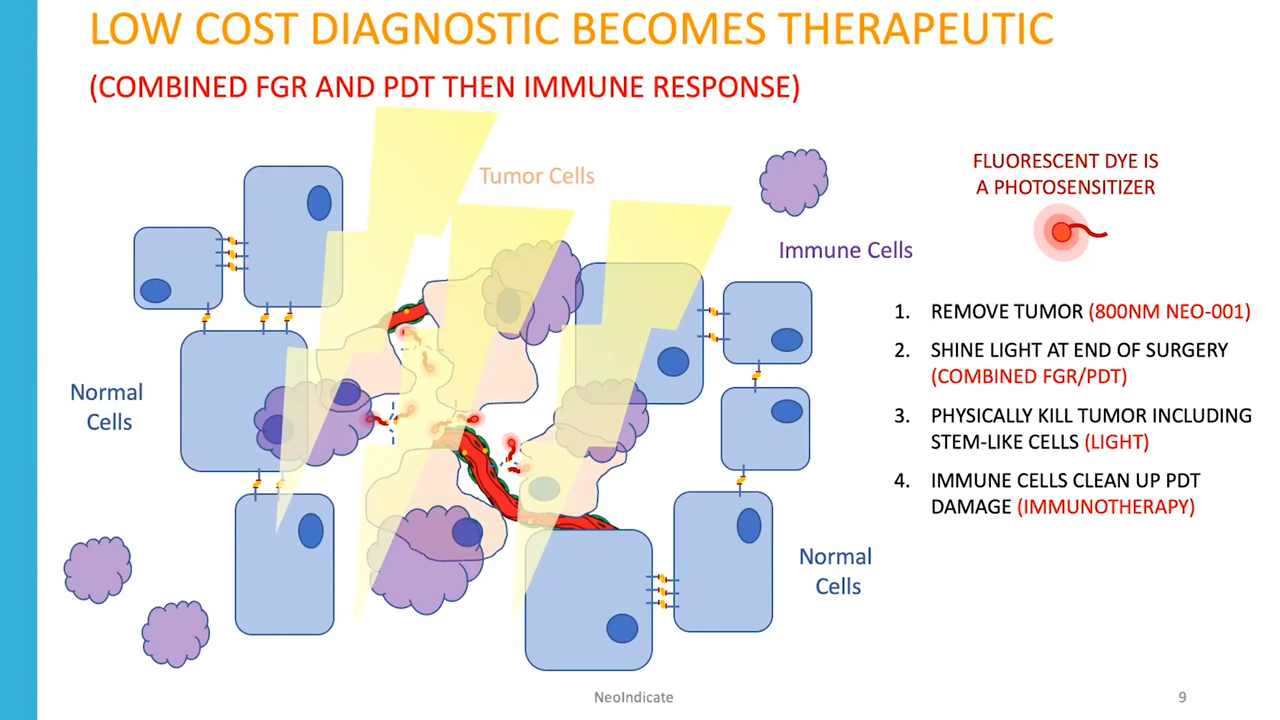 LOW COST DIAGNOSTIC BECOMES THERAPEUTIC
(COMBINED FGR AND PDT THEN IMMUNE RESPONSE)
Tumor Cells
Immune Cells
Normal
Cells
Normal
Cells
FLUORESCENT DYE IS
A PHOTOSENSITIZER
1. REMOVE TUMOR (800NM NEO-001)
2. SHINE LIGHT AT END OF SURGERY
(COMBINED FGR/PDT)
3. PHYSICALLY KILL TUMOR INCLUDING
STEM-LIKE CELLS (LIGHT)
4. IMMUNE CELLS CLEAN UP PDT
DAMAGE (IMMUNOTHERAPY)
NeoIndicate
9